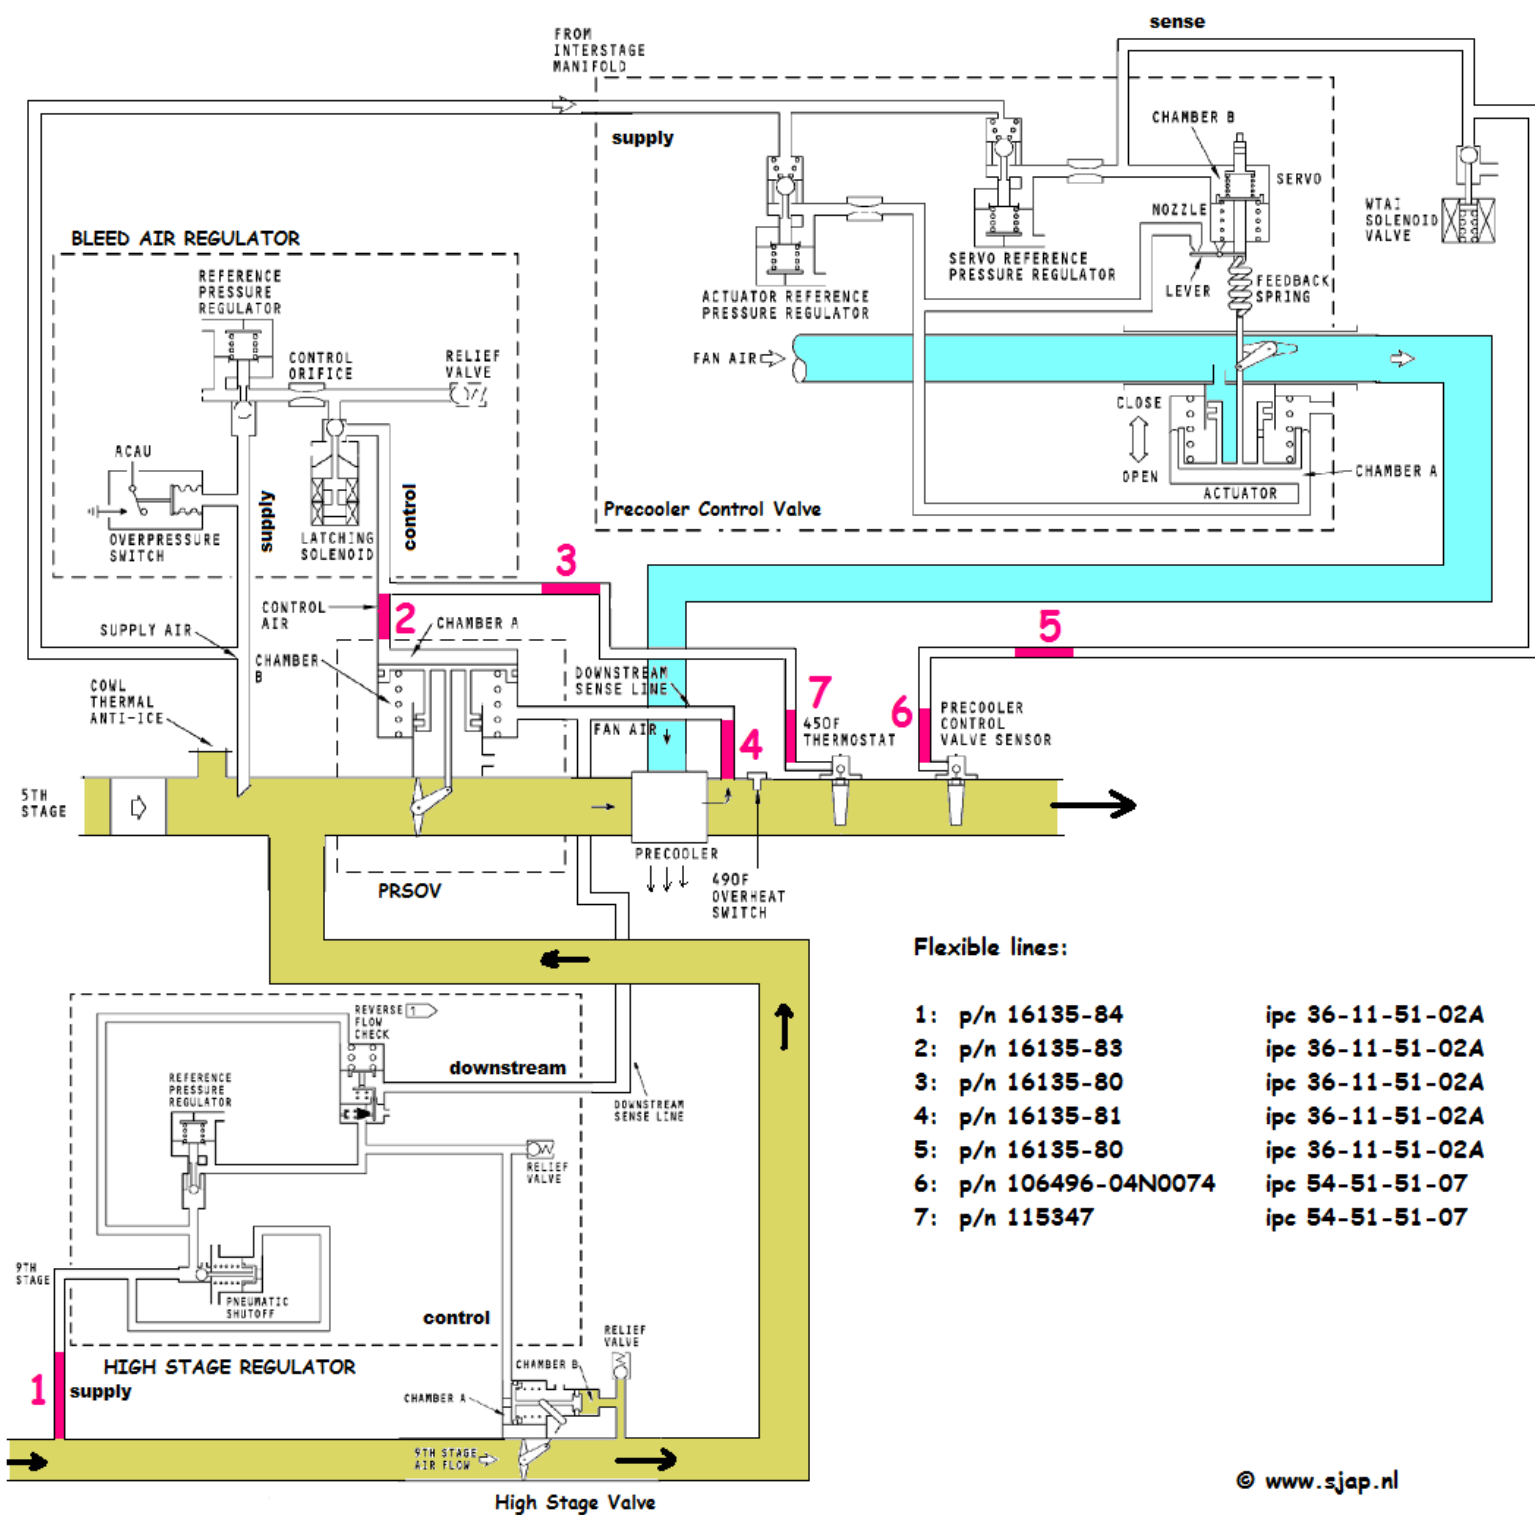 sense
FROM
INTERSTAGE
MANIFOLD
supply
CHAMBER B
SERVO
NOZZLE
WTAI
SOLENOID
VALVE
SERVO REFERENCE
PRESSURE REGULATOR
LEVER
FEEDBACK
SPRING
ACTUATOR REFERENCE
PRESSURE REGULATOR
FAN AIR
CLOSE
OPEN
CHAMBER A
ACTUATOR
Precooler Control Valve
BLEED AIR REGULATOR
REFERENCE
PRESSURE
REGULATOR
CONTROL
ORIFICE
RELIEF
VALVE
ACAU
OVERPRESSURE
SWITCH
supply
LATCHING
SOLENOID
control
3
CONTROL
AIR
2
CHAMBER A
5
SUPPLY AIR
CHAMBER
B
COWL
THERMAL
ANTI-ICE
DOWNSTREAM
SENSE LINE
FAN AIR
4
7
450F
THERMOSTAT
6
PRECOOLER
CONTROL
VALVE SENSOR
5TH
STAGE
PRECOOLER
490F
OVERHEAT
SWITCH
PRSOV
Flexible lines:
1: p/n 16135-84 ipc 36-11-51-02A
2: p/n 16135-83 ipc 36-11-51-02A
3: p/n 16135-80 ipc 36-11-51-02A
4: p/n 16135-81 ipc 36-11-51-02A
5: p/n 16135-80 ipc 36-11-51-02A
6: p/n 106496-04N0074 ipc 54-51-51-07
7: p/n 115347 ipc 54-51-51-07
REVERSE
FLOW
CHECK
1
downstream
REFERENCE
PRESSURE
REGULATOR
DOWNSTREAM
SENSE LINE
RELIEF
VALVE
9TH
STAGE
PNEUMATIC
SHUTOFF
control
HIGH STAGE REGULATOR
1
supply
RELIEF
VALVE
CHAMBER B
CHAMBER A
9TH STAGE
AIR FLOW
High Stage Valve
© www.sjap.nl